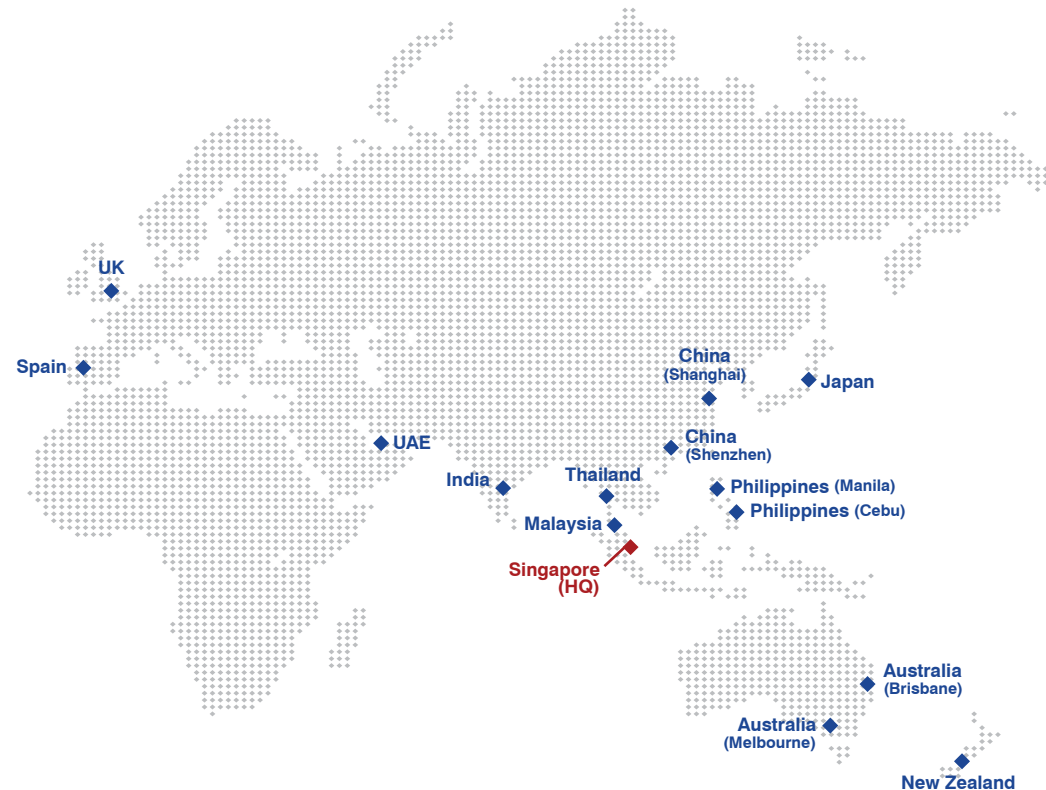 UK
Spain
China
(Shanghai)
Japan
UAE
China
(Shenzhen)
India
Thailand
Philippines (Manila)
Philippines (Cebu)
Malaysia
Singapore
(HQ)
Australia
(Brisbane)
Australia
(Melbourne)
New Zealand